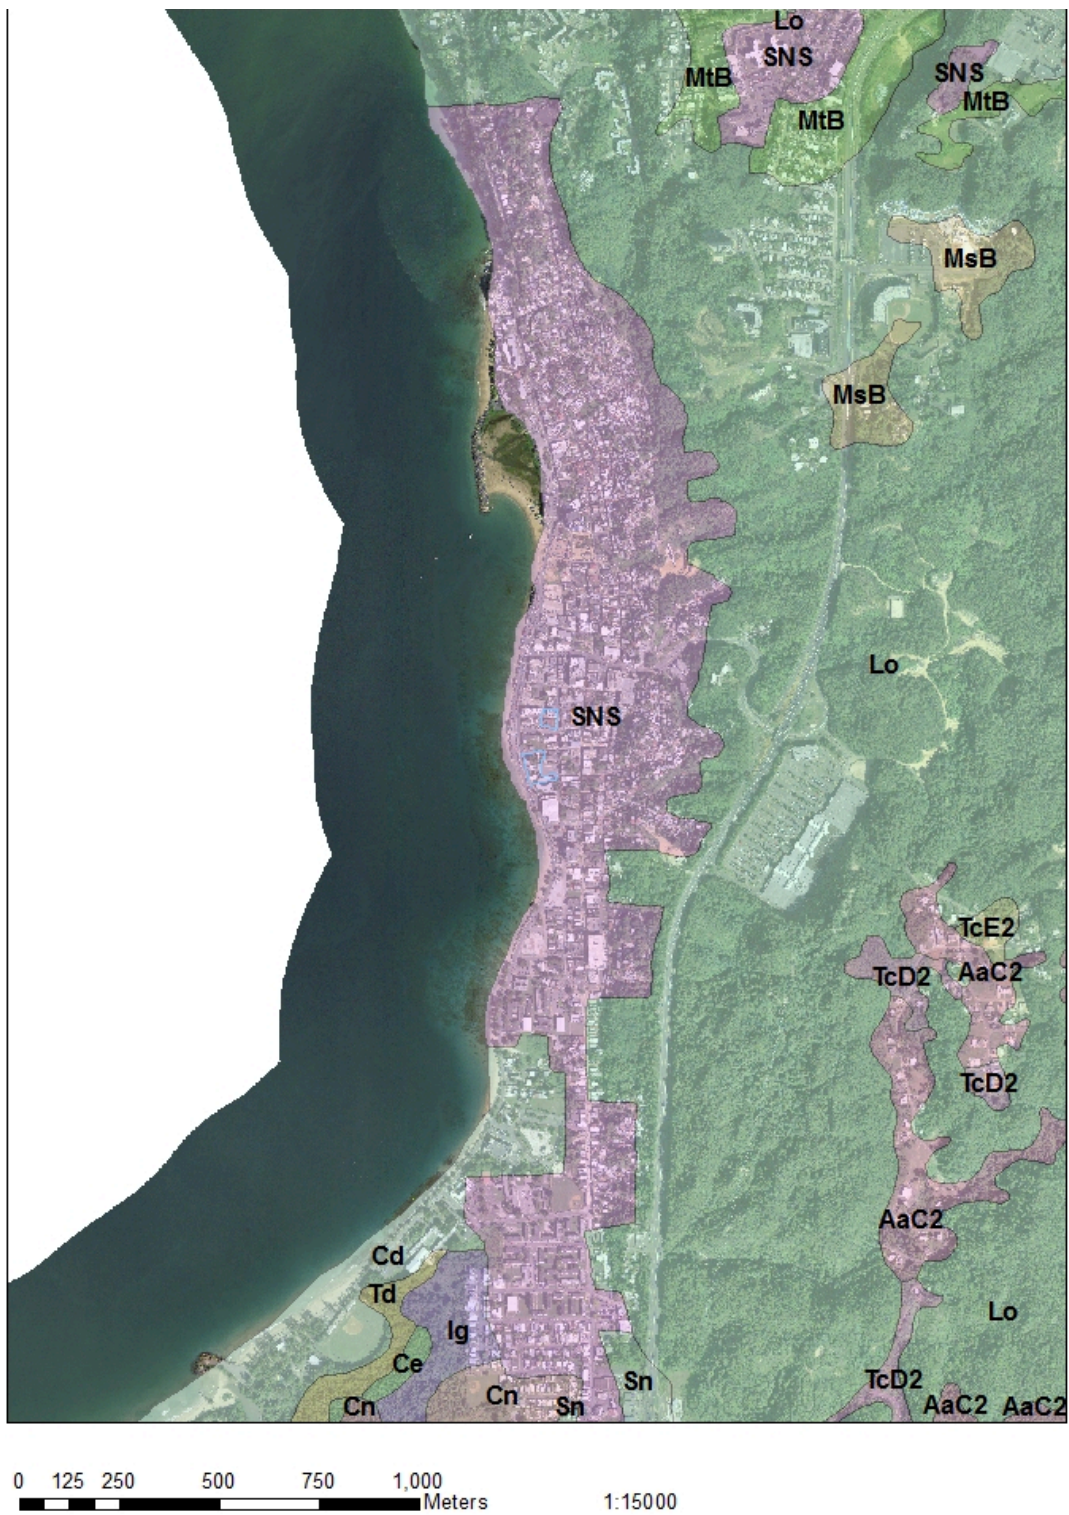 Lo
SNS
MtB
MtB
SNS
MtB
MsB
MsB
Lo
SNS
TcE2
TcD2
AaC2
TcD2
AaC2
Cd
Td
Ig
Ce
Cn
Cn
Sn
Sn
Lo
TcD2
AaC2
AaC2
0 125 250 500 750 1,000
Meters 1:15000